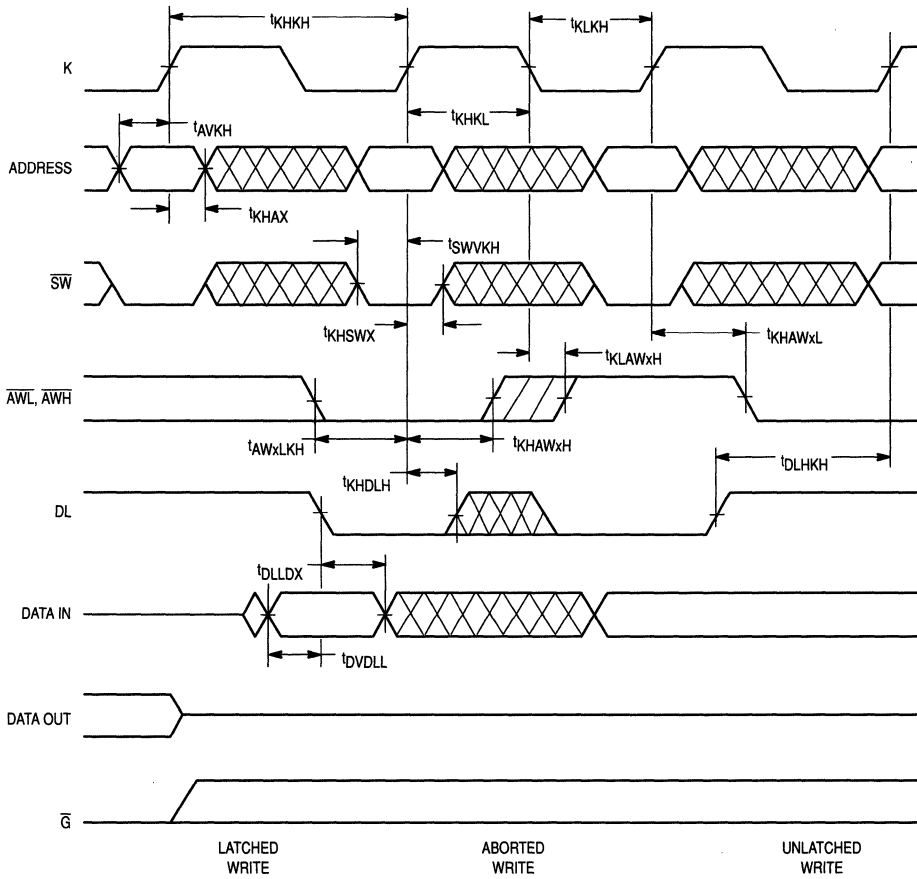 tKHKH
tKLKH
K
tKHKL
tAVKH
ADDRESS
tKHAX
tSWVKH
SW
tKHSWX
tKHAWxL
tKLAWxH
AWL, AWH
tAWxLKH
tKHAWxH
tDLHKH
tKHDLH
DL
tDLLDX
DATA IN
tDVDLL
DATA OUT
G
LATCHED WRITE
ABORTED WRITE
UNLATCHED WRITE